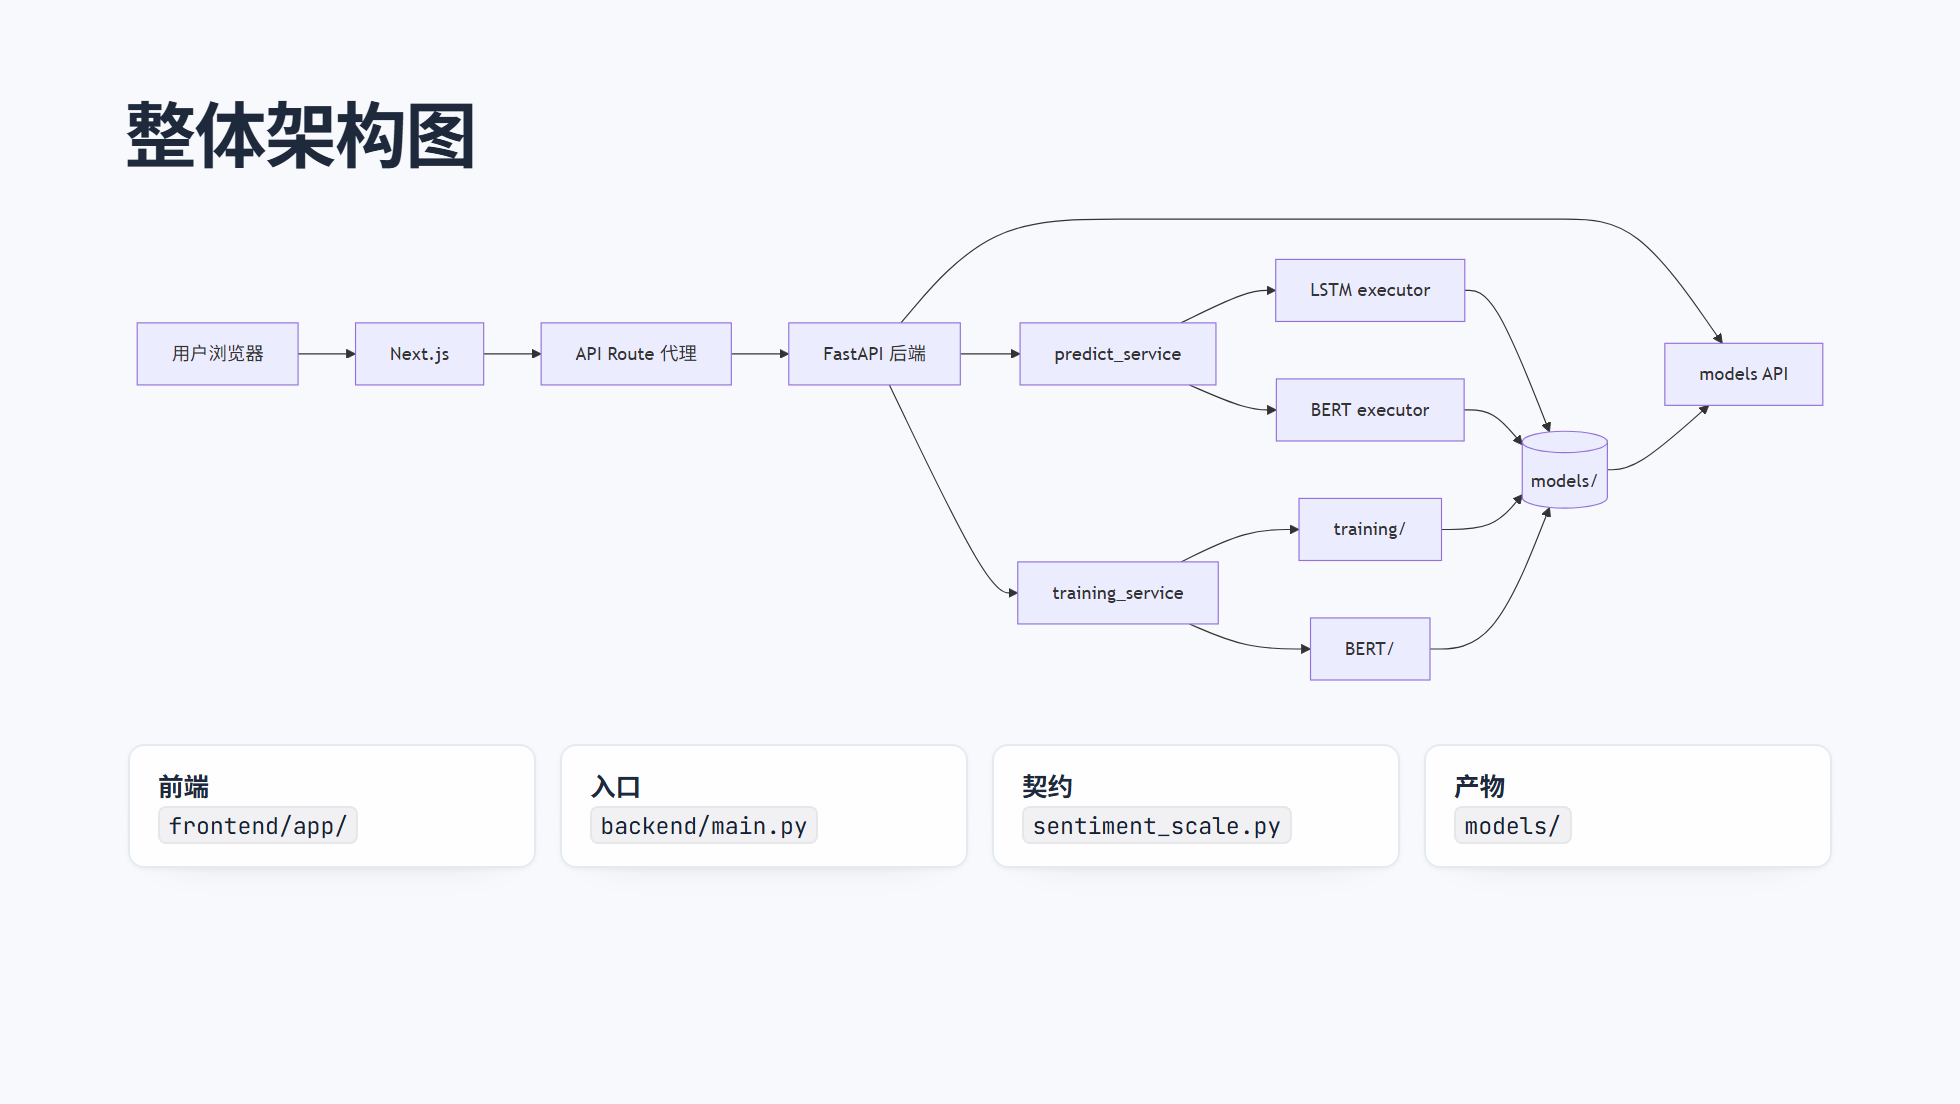 整体架构图
用户浏览器
Next.js
API Route 代理
FastAPI 后端
predict_service
LSTM executor
BERT executor
models API
models/
training/
training_service
BERT/
前端
frontend/app/
入口
backend/main.py
契约
sentiment_scale.py
产物
models/